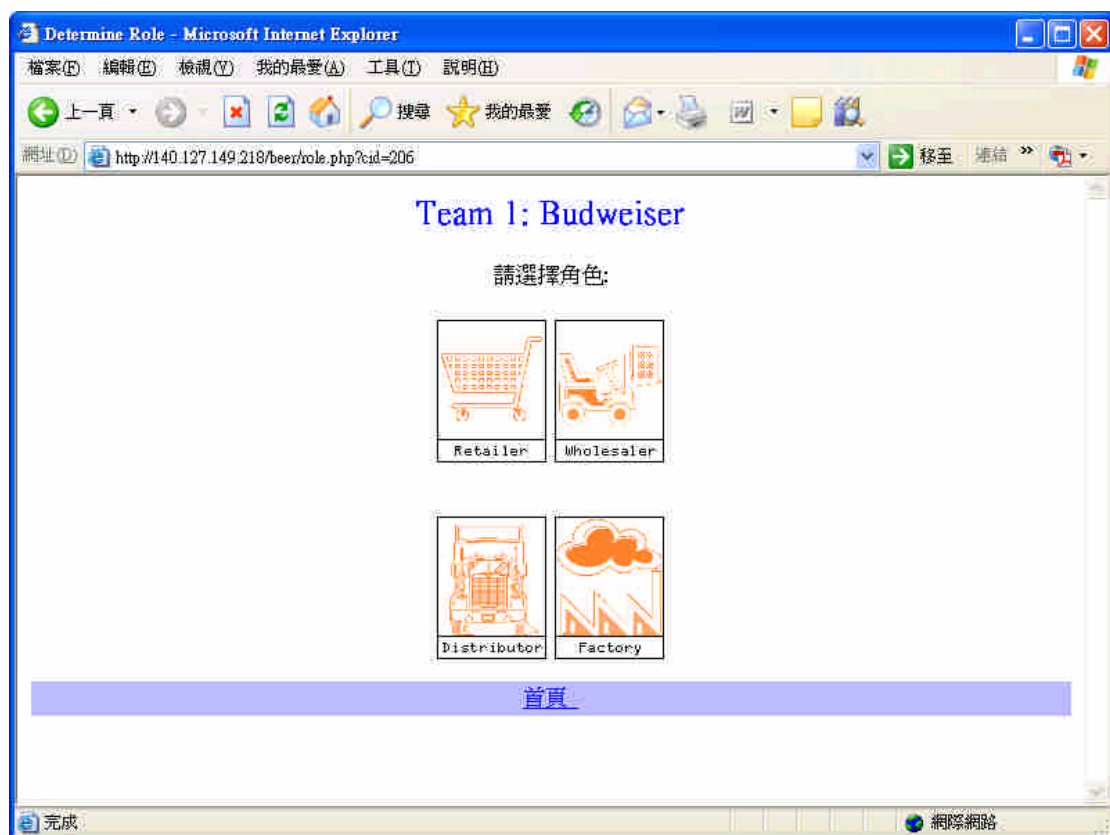 Determine Role - Microsoft Internet Explorer
檔案(F) 編輯(E) 檢視(V) 我的最愛(A) 工具(T) 說明(H)
上一頁 搜尋 我的最愛
網址(D) http://140.127.149.218/beer/role.php?cid=206 移至 連結 »
Team 1: Budweiser
請選擇角色:
Retailer Wholesaler
Distributor Factory
首頁
完成 網際網路